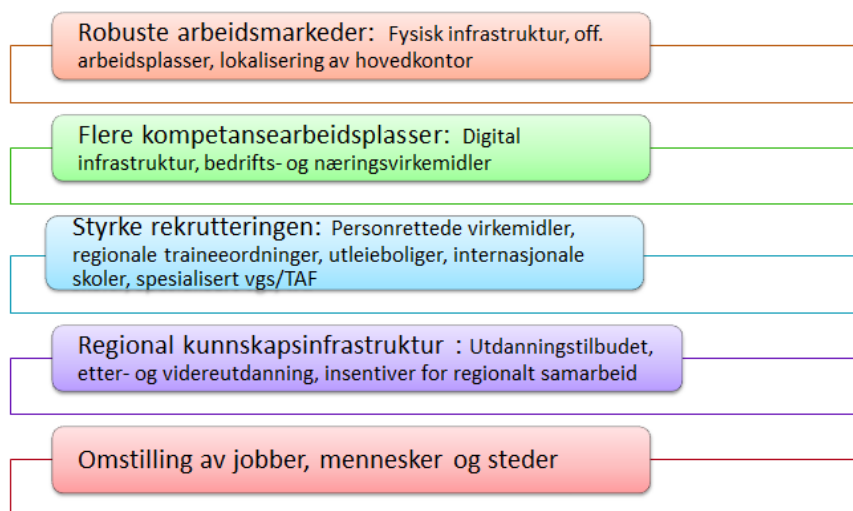 Robuste arbeidsmarkeder: Fysisk infrastruktur, off.
arbeidsplasser, lokalisering av hovedkontor
Flere kompetansearbeidsplasser: Digital
infrastruktur, bedrifts- og næringsvirkemidler
Styrke rekrutteringen: Personrettede virkemidler,
regionale traineeordninger, utleieboliger, internasjonale
skoler, spesialisert vgs/TAF
Regional kunnskapsinfrastruktur : Utdanningstilbudet,
etter- og videreutdanning, insentiver for regionalt samarbeid
Omstilling av jobber, mennesker og steder